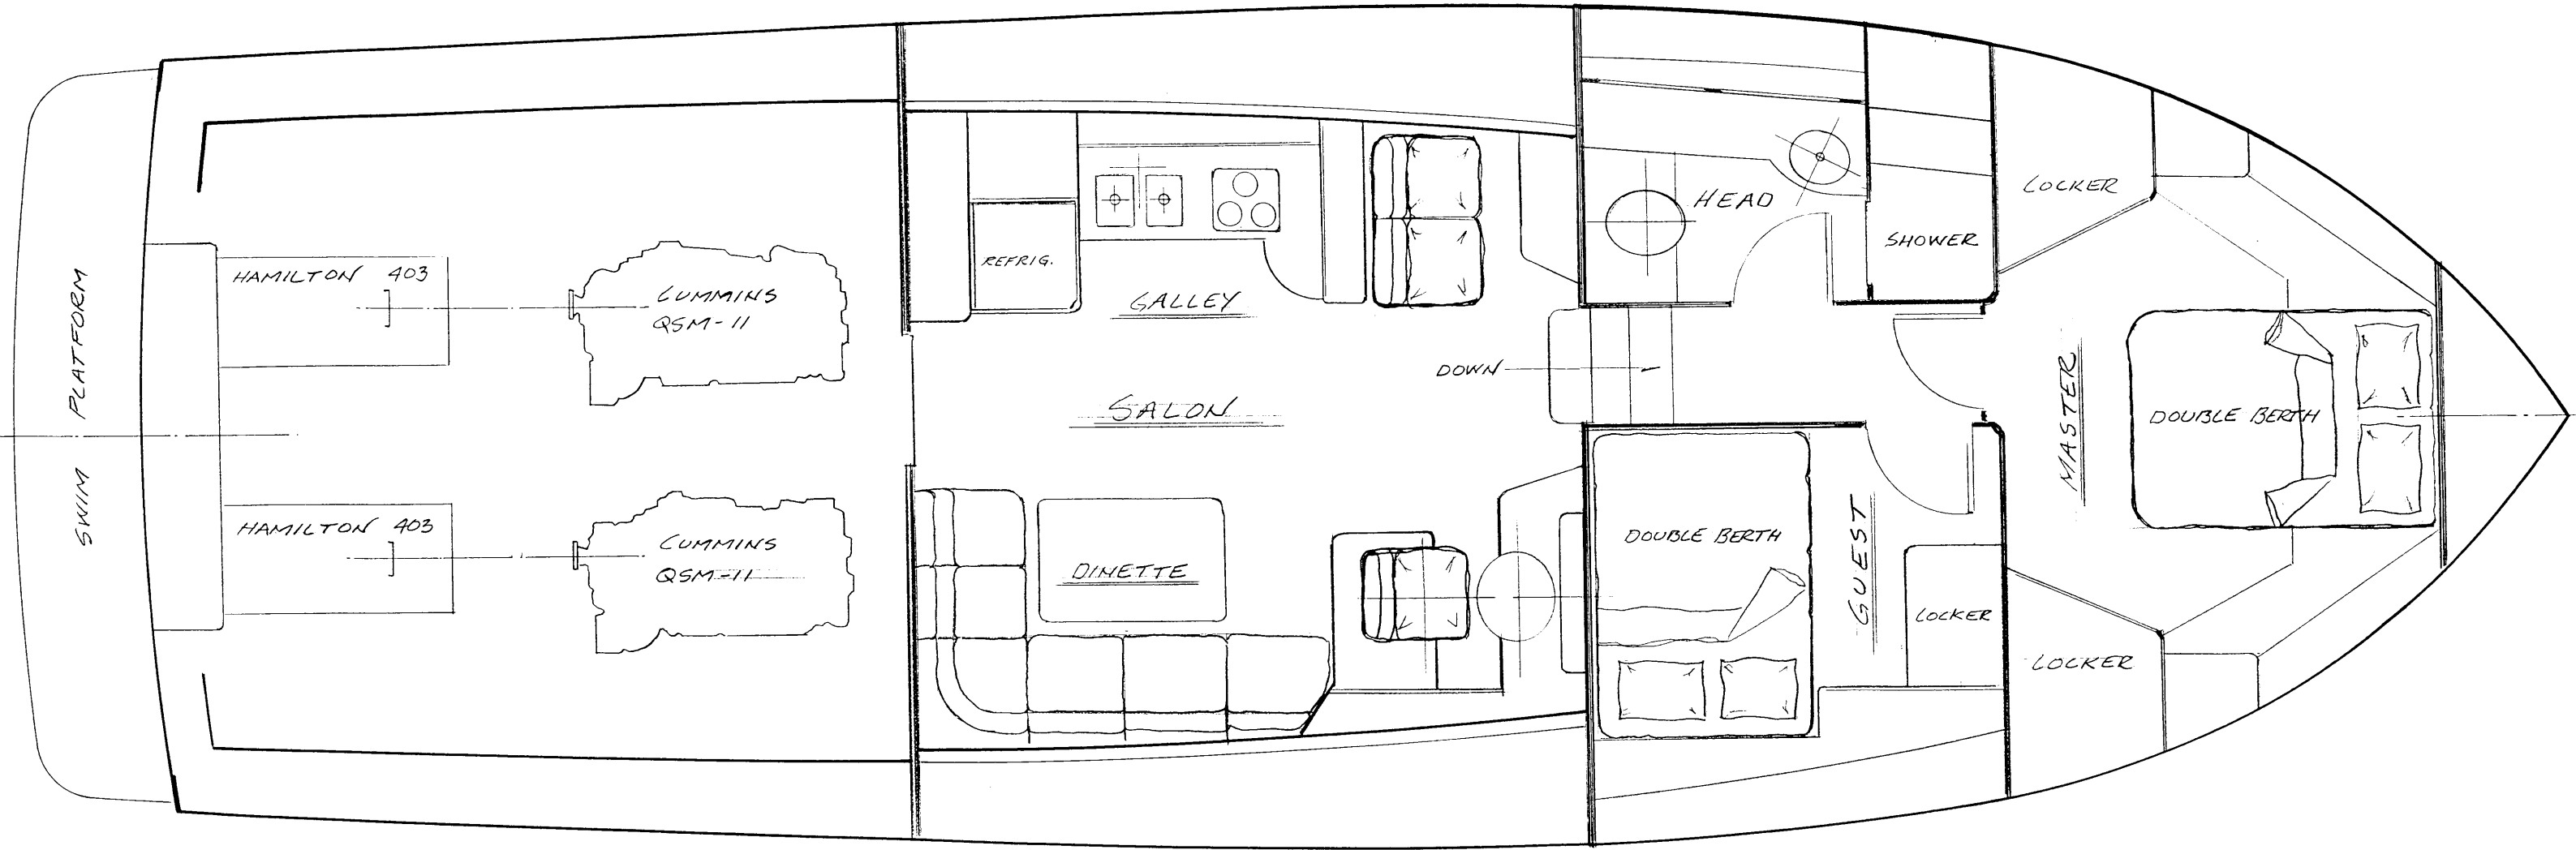 SWIM PLATFORM
HAMILTON 403
CUMMINS
QSM-11
HAMILTON 403
CUMMINS
QSM-11
REFRIG.
GALLEY
SALON
DINETTE
DOWN
HEAD
SHOWER
DOUBLE BERTH
GUEST
LOCKER
LOCKER
MASTER
DOUBLE BERTH
LOCKER